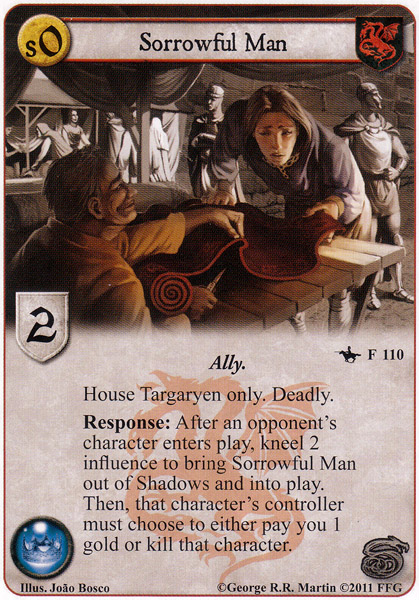 s0
Sorrowful Man
2
Ally.
F 110
House Targaryen only. Deadly.
Response: After an opponent's
character enters play, kneel 2
influence to bring Sorrowful Man
out of Shadows and into play.
Then, that character's controller
must choose to either pay you 1
gold or kill that character.
Illus. João Bosco
©George R.R. Martin ©2011 FFG